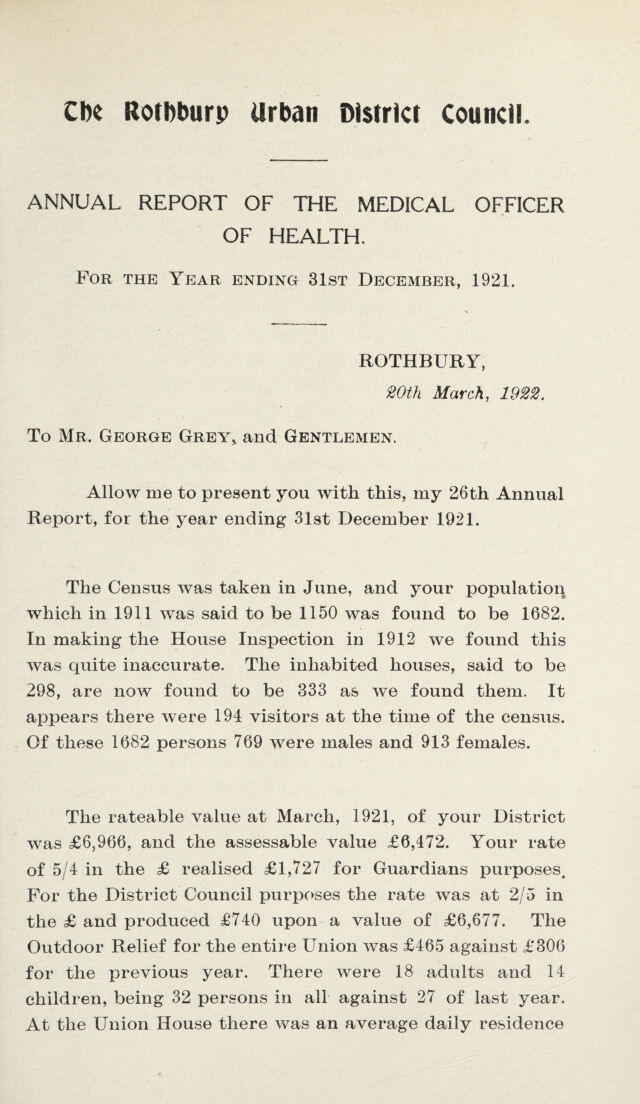 The Rothbury Urban District Council.
ANNUAL REPORT OF THE MEDICAL OFFICER
OF HEALTH.
FOR THE YEAR ENDING 31ST DECEMBER, 1921.
ROTHBURY,
20th March, 1922.
TO MR. GEORGE GREY, and GENTLEMEN.
Allow me to present you with this, my 26th Annual
Report, for the year ending 31st December 1921.
The Census was taken in June, and your population
which in 1911 was said to be 1150 was found to be 1682.
In making the House Inspection in 1912 we found this
was quite inaccurate. The inhabited houses, said to be
298, are now found to be 333 as we found them. It
appears there were 194 visitors at the time of the census.
Of these 1682 persons 769 were males and 913 females.
The rateable value at March, 1921, of your District
was £6,966, and the assessable value £6,472. Your rate
of 5/4 in the £ realised £1,727 for Guardians purposes.
For the District Council purposes the rate was at 2/5 in
the £ and produced £740 upon a value of £6,677. The
Outdoor Relief for the entire Union was £465 against £306
for the previous year. There were 18 adults and 14
children, being 32 persons in all against 27 of last year.
At the Union House there was an average daily residence